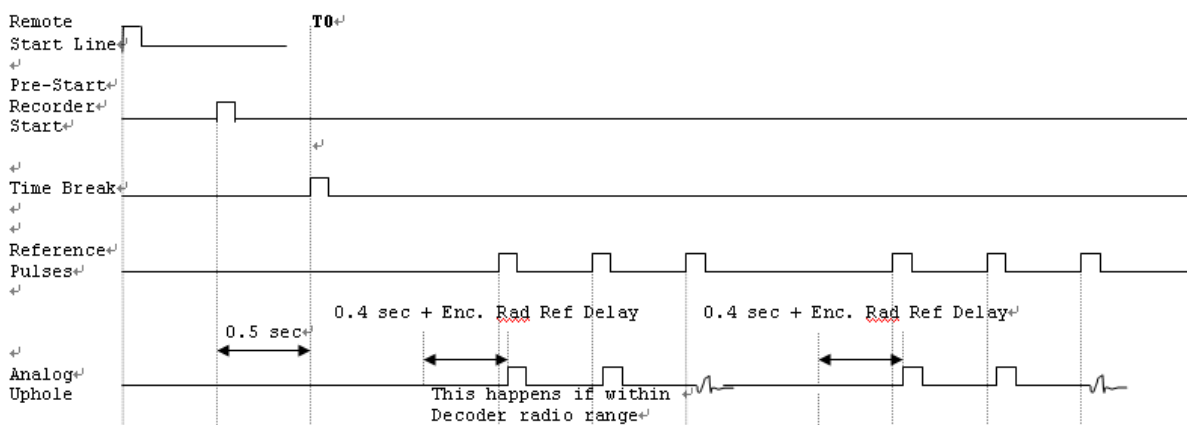 Remote
Start Line
T0
Pre-Start
Recorder
Start
Time Break
Reference
Pulses
0.4 sec + Enc. Rad Ref Delay
0.4 sec + Enc. Rad Ref Delay
0.5 sec
Analog
Uphole
This happens if within
Decoder radio range